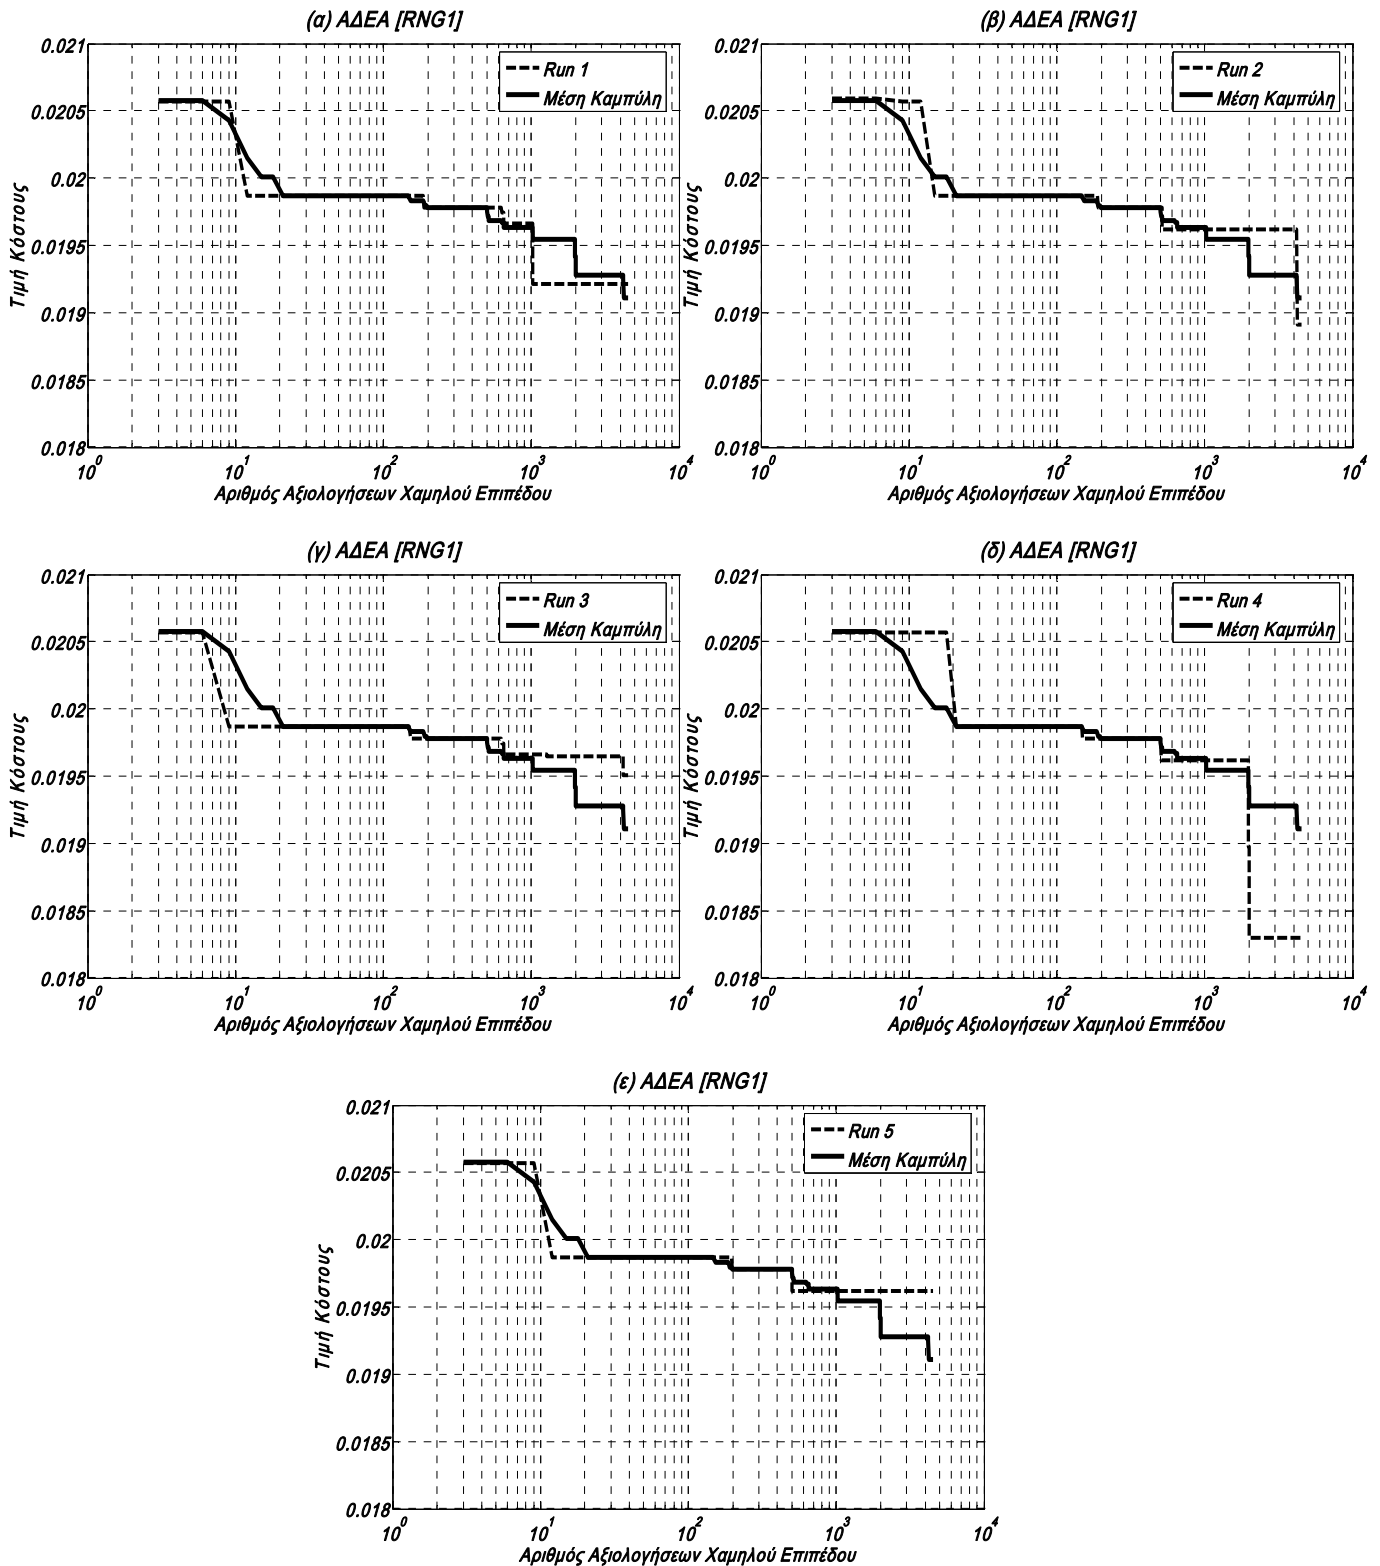 (α) ΑΔΕΑ [RNG1]
0.021
0.0205
0.02
0.0195
0.019
0.0185
0.018
Τιμή Κόστους
Run 1
Μέση Καμπύλη
10^0 10^1 10^2 10^3 10^4
Αριθμός Αξιολογήσεων Χαμηλού Επιπέδου
(β) ΑΔΕΑ [RNG1]
0.021
0.0205
0.02
0.0195
0.019
0.0185
0.018
Τιμή Κόστους
Run 2
Μέση Καμπύλη
10^0 10^1 10^2 10^3 10^4
Αριθμός Αξιολογήσεων Χαμηλού Επιπέδου
(γ) ΑΔΕΑ [RNG1]
0.021
0.0205
0.02
0.0195
0.019
0.0185
0.018
Τιμή Κόστους
Run 3
Μέση Καμπύλη
10^0 10^1 10^2 10^3 10^4
Αριθμός Αξιολογήσεων Χαμηλού Επιπέδου
(δ) ΑΔΕΑ [RNG1]
0.021
0.0205
0.02
0.0195
0.019
0.0185
0.018
Τιμή Κόστους
Run 4
Μέση Καμπύλη
10^0 10^1 10^2 10^3 10^4
Αριθμός Αξιολογήσεων Χαμηλού Επιπέδου
(ε) ΑΔΕΑ [RNG1]
0.021
0.0205
0.02
0.0195
0.019
0.0185
0.018
Τιμή Κόστους
Run 5
Μέση Καμπύλη
10^0 10^1 10^2 10^3 10^4
Αριθμός Αξιολογήσεων Χαμηλού Επιπέδου